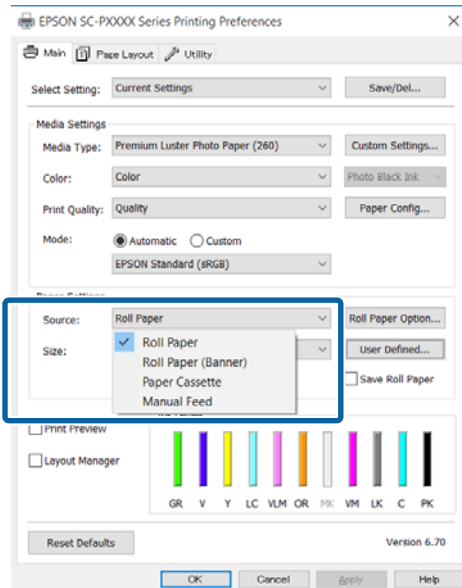 EPSON SC-PXXXX Series Printing Preferences
Main Page Layout Utility
Select Setting: Current Settings Save/Del...
Media Settings
Media Type: Premium Luster Photo Paper (260) Custom Settings...
Color: Color Photo Black Ink
Print Quality: Quality Paper Config...
Mode: Automatic Custom
EPSON Standard (sRGB)
Paper Settings
Source: Roll Paper Roll Paper Option...
Roll Paper
Size: User Defined...
Roll Paper (Banner)
Paper Cassette
Save Roll Paper
Manual Feed
Print Preview
Layout Manager
GR V Y LC VLM OR MK VM LK C PK
Reset Defaults Version 6.70
OK Cancel Apply Help